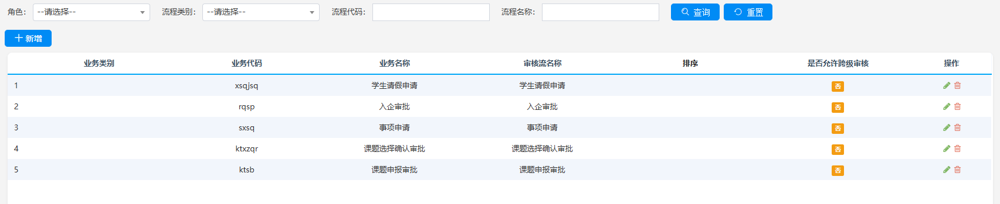 角色： --请选择-- 流程类别： --请选择-- 流程代码： 流程名称： 查询 重置
新增
业务类别 业务代码 业务名称 审核流名称 排序 是否允许跨级审核 操作
1 xsqjsq 学生请假申请 学生请假申请 否
2 rqsp 入企审批 入企审批 否
3 sxsq 事项申请 事项申请 否
4 ktxzqr 课题选择确认审批 课题选择确认审批 否
5 ktsb 课题申报审批 课题申报审批 否